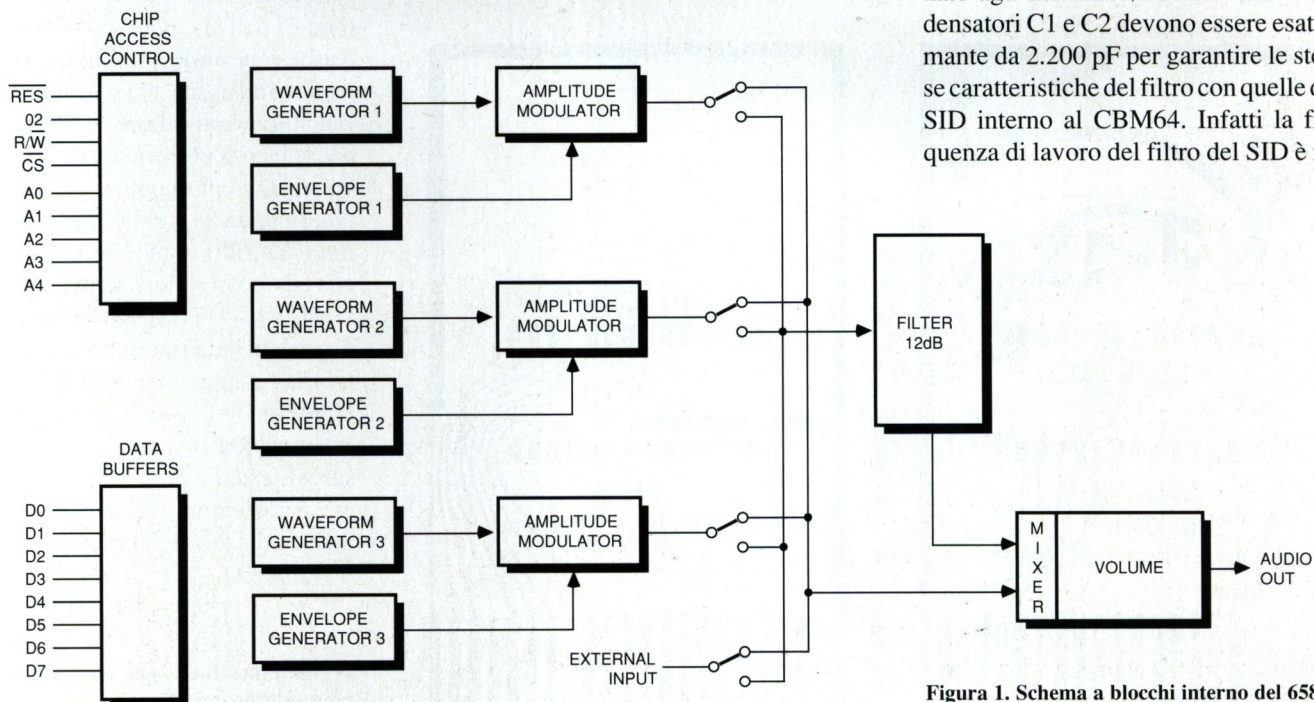 CHIP
ACCESS
CONTROL
RES
02
R/W
CS
A0
A1
A2
A3
A4
WAVEFORM
GENERATOR 1
AMPLITUDE
MODULATOR
ENVELOPE
GENERATOR 1
WAVEFORM
GENERATOR 2
AMPLITUDE
MODULATOR
ENVELOPE
GENERATOR 2
DATA
BUFFERS
D0
D1
D2
D3
D4
D5
D6
D7
WAVEFORM
GENERATOR 3
AMPLITUDE
MODULATOR
ENVELOPE
GENERATOR 3
EXTERNAL
INPUT
FILTER
12dB
MIXER
VOLUME
AUDIO
OUT
densatori C1 e C2 devono essere esat
mante da 2.200 pF per garantire le ste
se caratteristiche del filtro con quelle
SID interno al CBM64. Infatti la f
quenza di lavoro del filtro del SID è
Figura 1. Schema a blocchi interno del 658